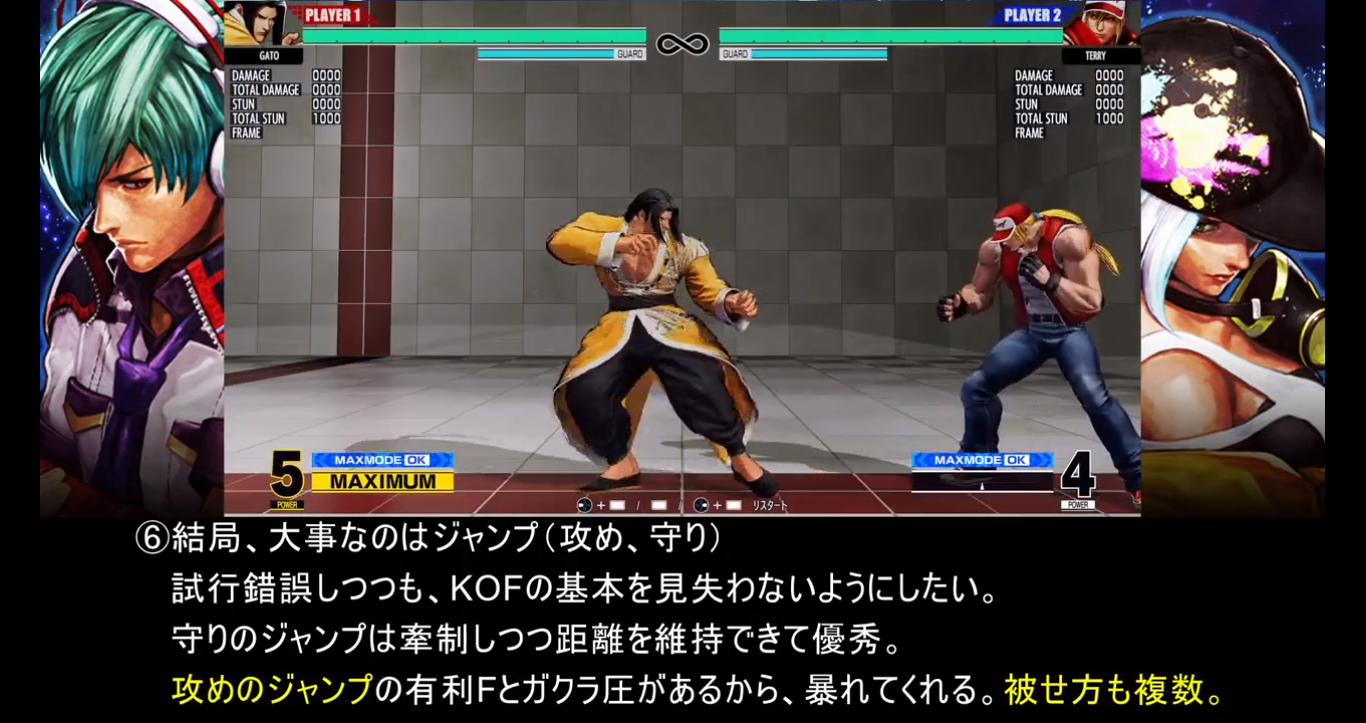 PLAYER 1
PLAYER 2
GATO
GUARD
GUARD
TERRY
DAMAGE 0000
TOTAL DAMAGE 0000
STUN 0000
TOTAL STUN 1000
FRAME
DAMAGE 0000
TOTAL DAMAGE 0000
STUN 0000
TOTAL STUN 1000
FRAME
5
POWER
MAXMODE OK
MAXIMUM
MAXMODE OK
4
POWER
+ / / + リスタート
⑥結局、大事なのはジャンプ（攻め、守り）
試行錯誤しつつも、KOFの基本を見失わないようにしたい。
守りのジャンプは牽制しつつ距離を維持できて優秀。
攻めのジャンプの有利Fとガクラ圧があるから、暴れてくれる。被せ方も複数。